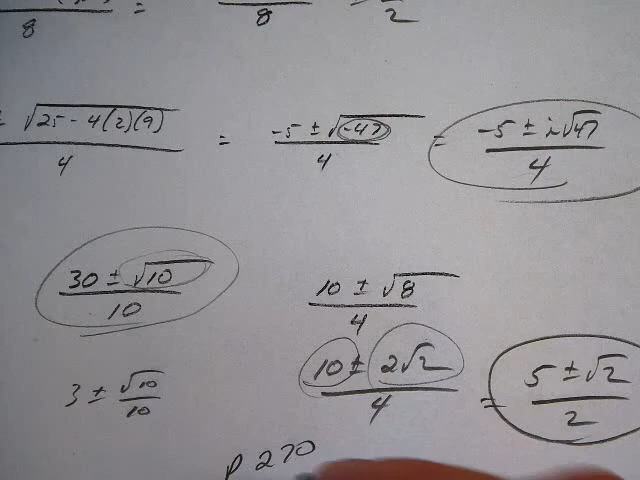 8 = 8 = 2
√25 - 4(2)(9) / 4 = -5 ± √-47 / 4 = -5 ± i√47 / 4
30 ± √10 / 10
10 ± √8 / 4
3 ± √10 / 10
10 ± 2√2 / 4 = 5 ± √2 / 2
p 270